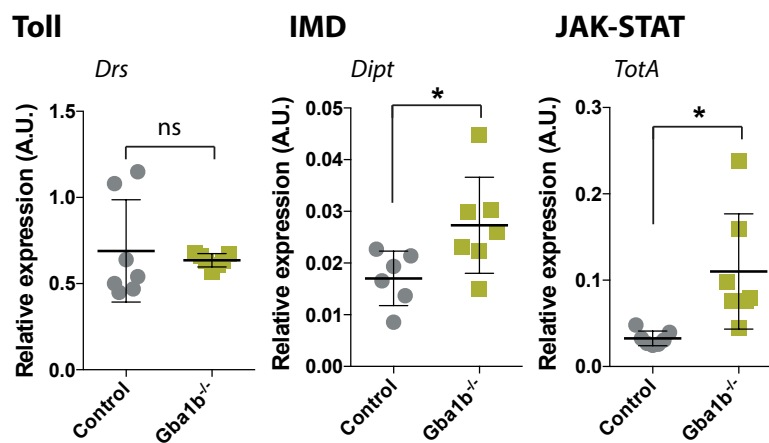 Toll
Drs
Relative expression (A.U.)
1.5
1.0
0.5
0.0
ns
Control
Gba1b-/-
IMD
Dipt
Relative expression (A.U.)
0.05
0.04
0.03
0.02
0.01
0.00
*
Control
Gba1b-/-
JAK-STAT
TotA
Relative expression (A.U.)
0.3
0.2
0.1
0.0
*
Control
Gba1b-/-